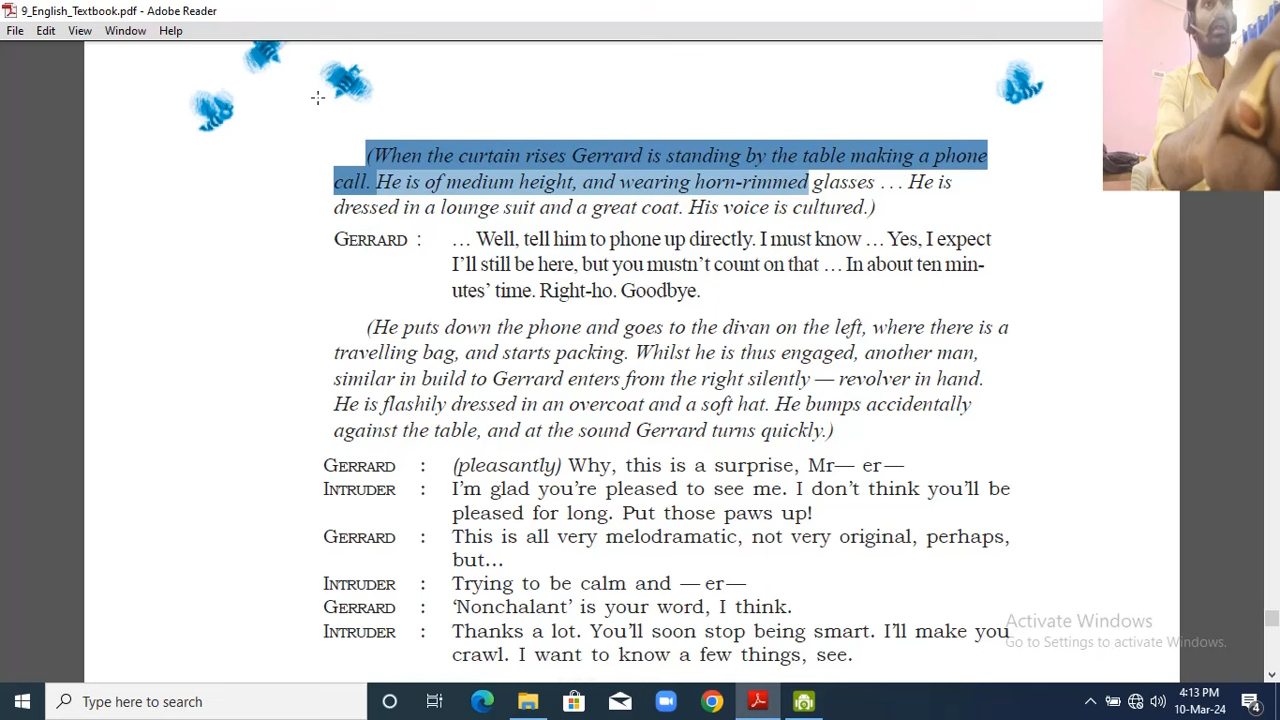 9_English_Textbook.pdf - Adobe Reader
File Edit View Window Help
(When the curtain rises Gerrard is standing by the table making a phone
call. He is of medium height, and wearing horn-rimmed glasses . . . He is
dressed in a lounge suit and a great coat. His voice is cultured.)
GERRARD : … Well, tell him to phone up directly. I must know … Yes, I expect
I’ll still be here, but you mustn’t count on that … In about ten min-
utes’ time. Right-ho. Goodbye.
(He puts down the phone and goes to the divan on the left, where there is a
travelling bag, and starts packing. Whilst he is thus engaged, another man,
similar in build to Gerrard enters from the right silently — revolver in hand.
He is flashily dressed in an overcoat and a soft hat. He bumps accidentally
against the table, and at the sound Gerrard turns quickly.)
GERRARD : (pleasantly) Why, this is a surprise, Mr— er—
INTRUDER : I’m glad you’re pleased to see me. I don’t think you’ll be
pleased for long. Put those paws up!
GERRARD : This is all very melodramatic, not very original, perhaps,
but…
INTRUDER : Trying to be calm and —er—
GERRARD : ‘Nonchalant’ is your word, I think.
INTRUDER : Thanks a lot. You’ll soon stop being smart. I’ll make you
crawl. I want to know a few things, see.
Activate Windows
Go to Settings to activate Windows.
Type here to search
4:13 PM
10-Mar-24
4